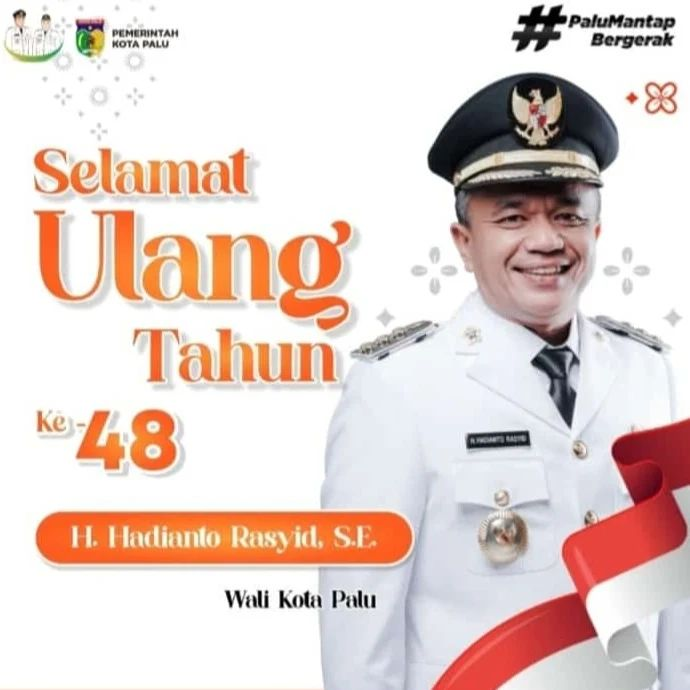 PEMERINTAH
KOTA PALU
#PaluMantap
Bergerak
Selamat
Ulang
Tahun
Ke -48
H. HADIANTO RASYID
H. Hadianto Rasyid, S.E.
Wali Kota Palu